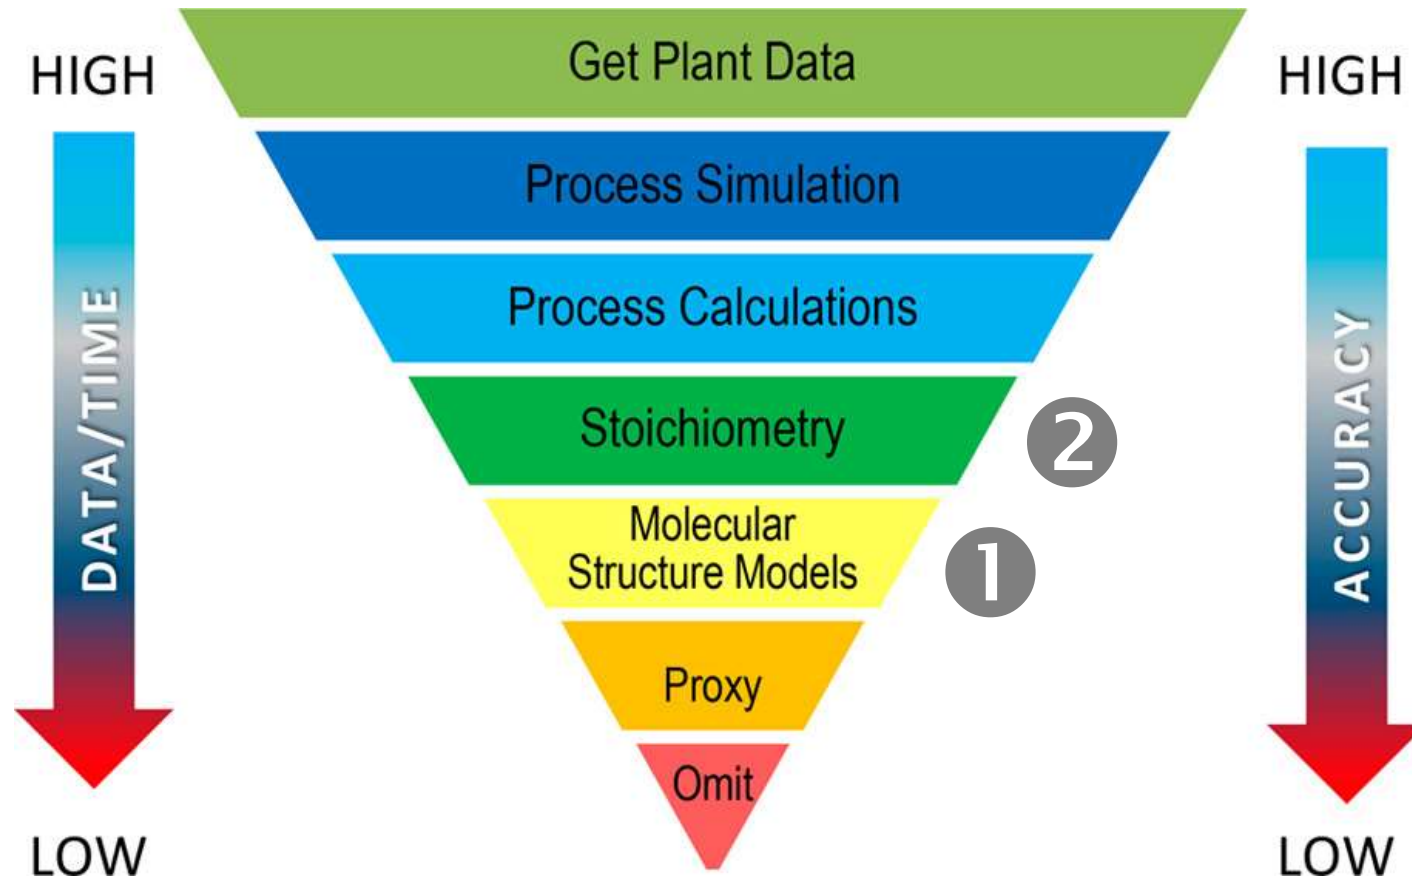 HIGH
Get Plant Data
HIGH
Process Simulation
Process Calculations
DATA/TIME
ACCURACY
Stoichiometry
2
Molecular
Structure Models
1
Proxy
Omit
LOW
LOW